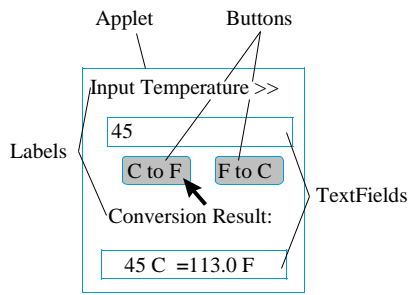 Applet
Buttons
Input Temperature >>
45
Labels
C to F
F to C
TextFields
Conversion Result:
45 C =113.0 F